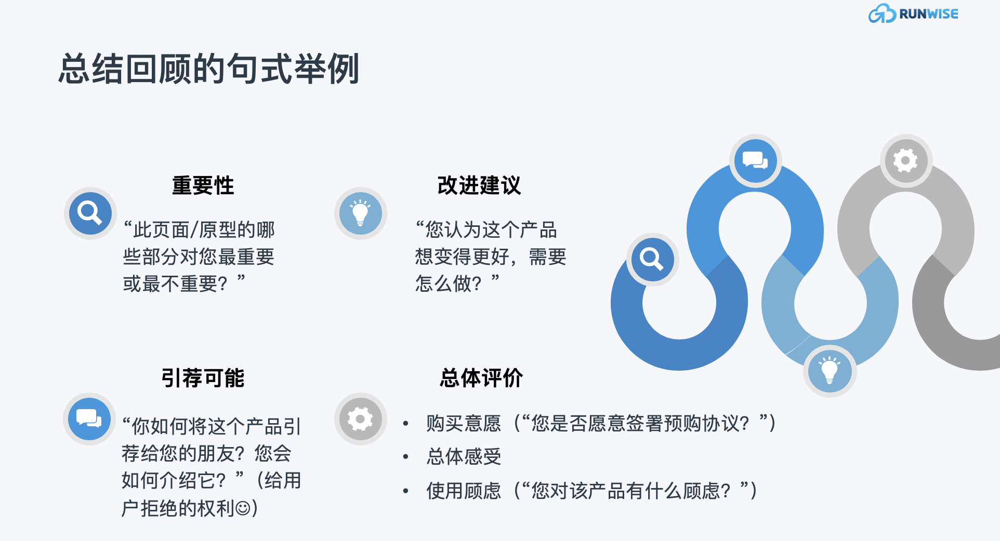 RUNWISE
总结回顾的句式举例
重要性
“此页面/原型的哪
些部分对您最重要
或最不重要？”
改进建议
“您认为这个产品
想变得更好，需要
怎么做？”
引荐可能
“你如何将这个产品引
荐给您的朋友？您会
如何介绍它？”（给用
户拒绝的权利☺）
总体评价
• 购买意愿（“您是否愿意签署预购协议？”）
• 总体感受
• 使用顾虑（“您对该产品有什么顾虑？”）